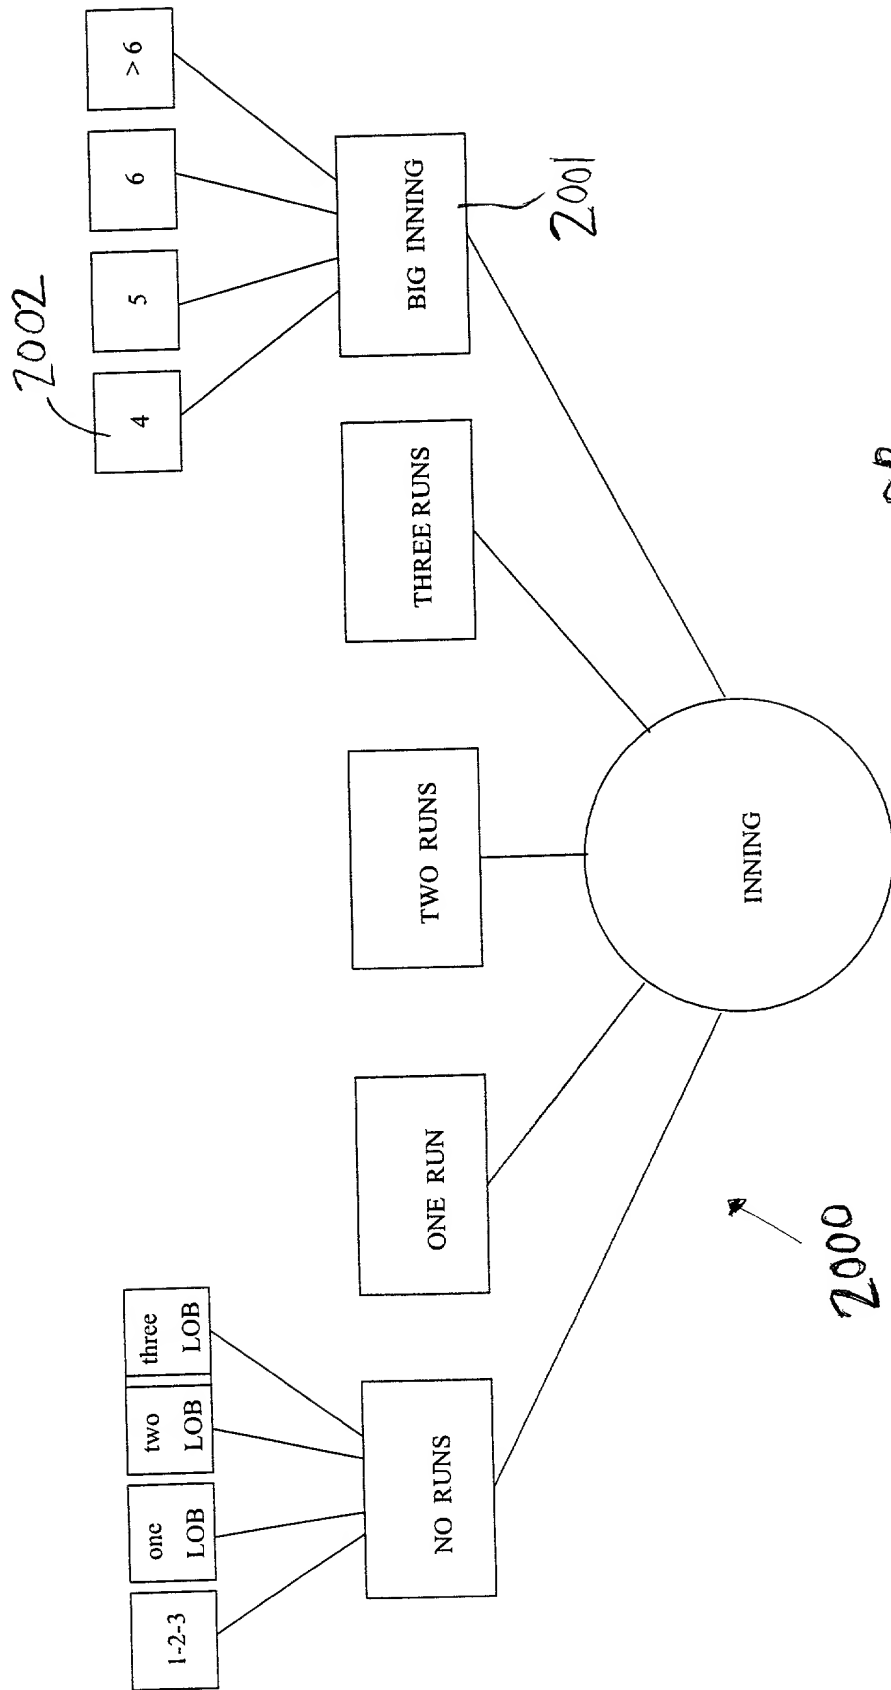 1-2-3
one
LOB
two
LOB
three
LOB
2002
4
5
6
> 6
NO RUNS
ONE RUN
TWO RUNS
THREE RUNS
BIG INNING
2001
INNING
2000